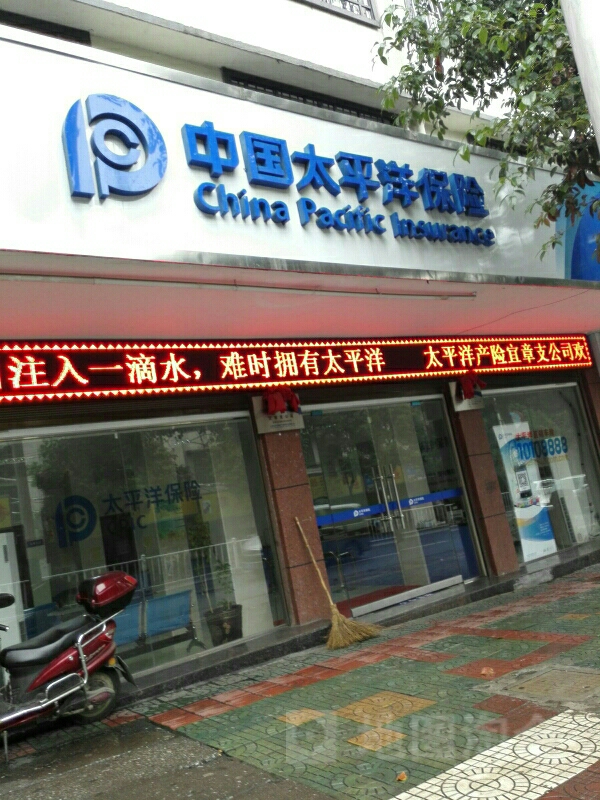 中国太平洋保险
China Pacific Insurance
注入一滴水，难时拥有太平洋 太平洋产险宜章支公司欢
太平洋保险
CPIC
10108888